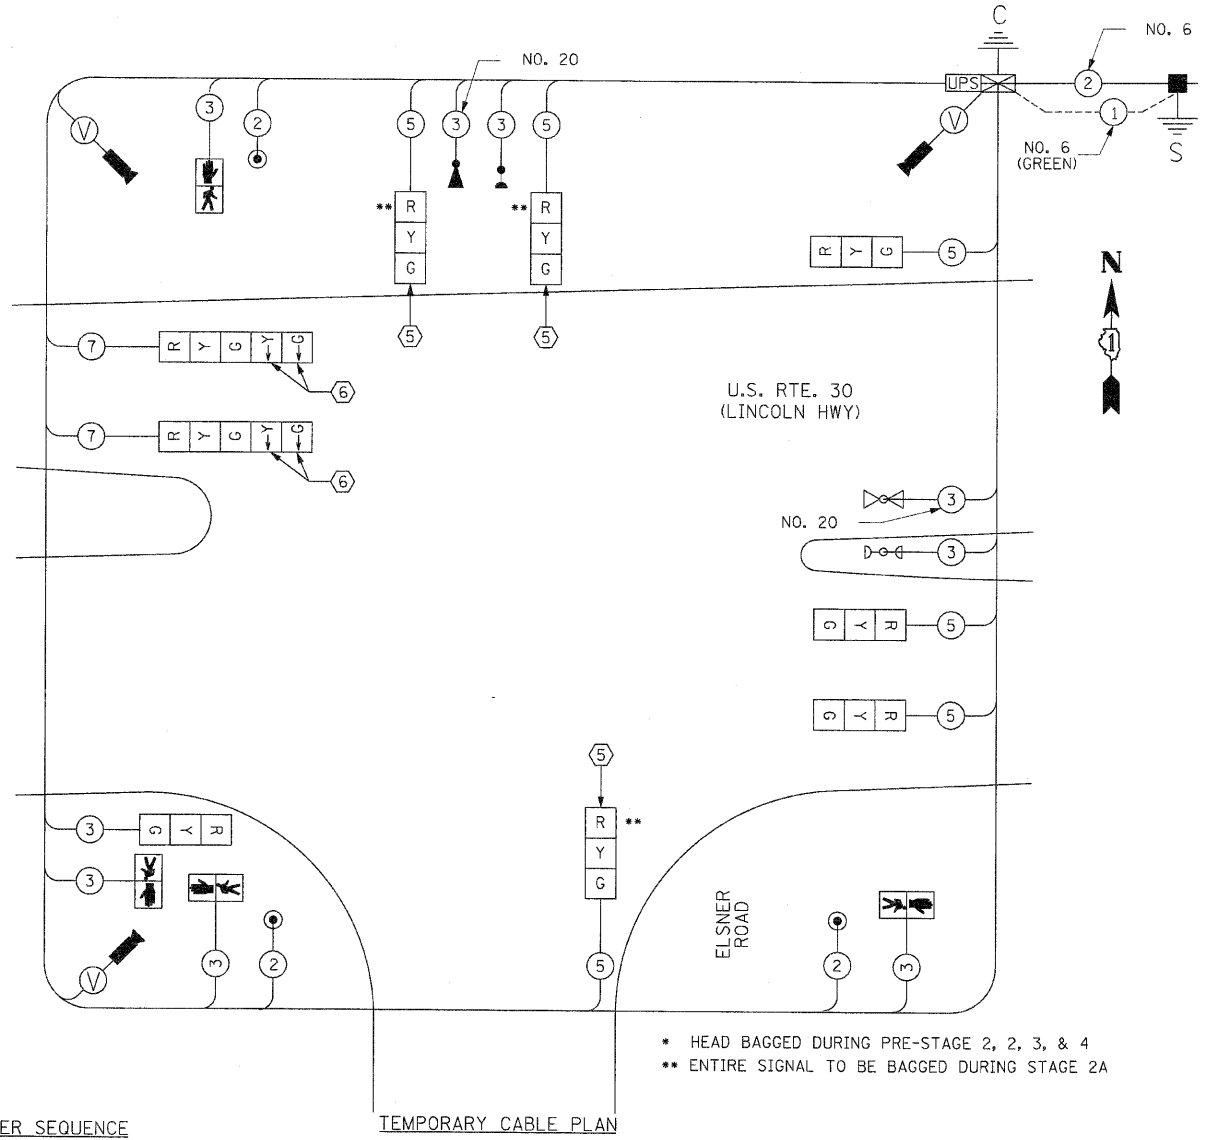 C
NO. 6
NO. 20
UPS
2
1
V
3
2
5
3
3
5
V
NO. 6
(GREEN)
S
** R
Y
G
** R
Y
G
R Y G
5
N
1
5
5
7
R Y G Y G
6
U.S. RTE. 30
(LINCOLN HWY)
7
R Y G Y G
6
3
NO. 20
3
R Y G
5
R Y G
5
5
3
R Y G
R **
Y
G
3
ELSNER
ROAD
V
3
2
5
2
3
* HEAD BAGGED DURING PRE-STAGE 2, 2, 3, & 4
** ENTIRE SIGNAL TO BE BAGGED DURING STAGE 2A
ER SEQUENCE
TEMPORARY CABLE PLAN